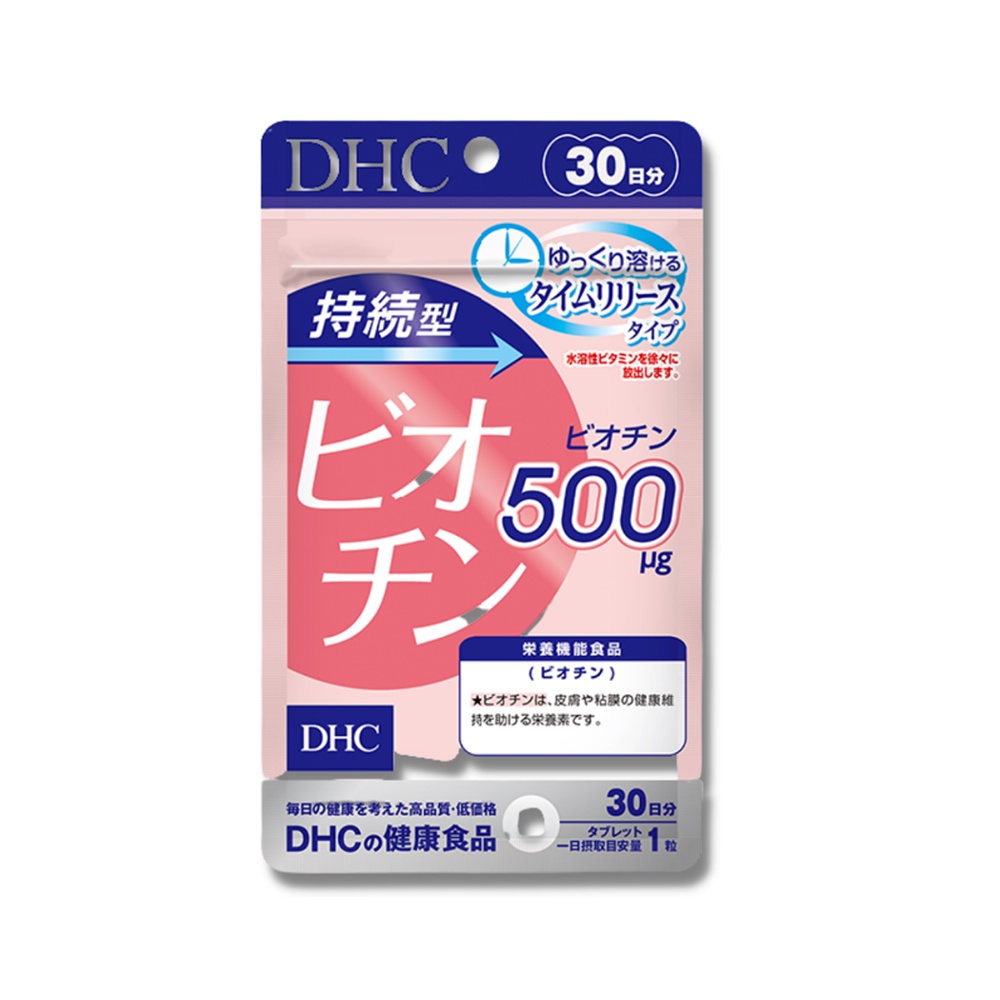 DHC
30日分
ゆっくり溶ける
タイムリリース
タイプ
水溶性ビタミンを徐々に
放出します。
持続型
ビオ
チン
ビオチン
500
μg
栄養機能食品
(ビオチン)
★ビオチンは、皮膚や粘膜の健康維
持を助ける栄養素です。
DHC
毎日の健康を考えた高品質・低価格
DHCの健康食品
30日分
タブレット
一日摂取目安量1粒